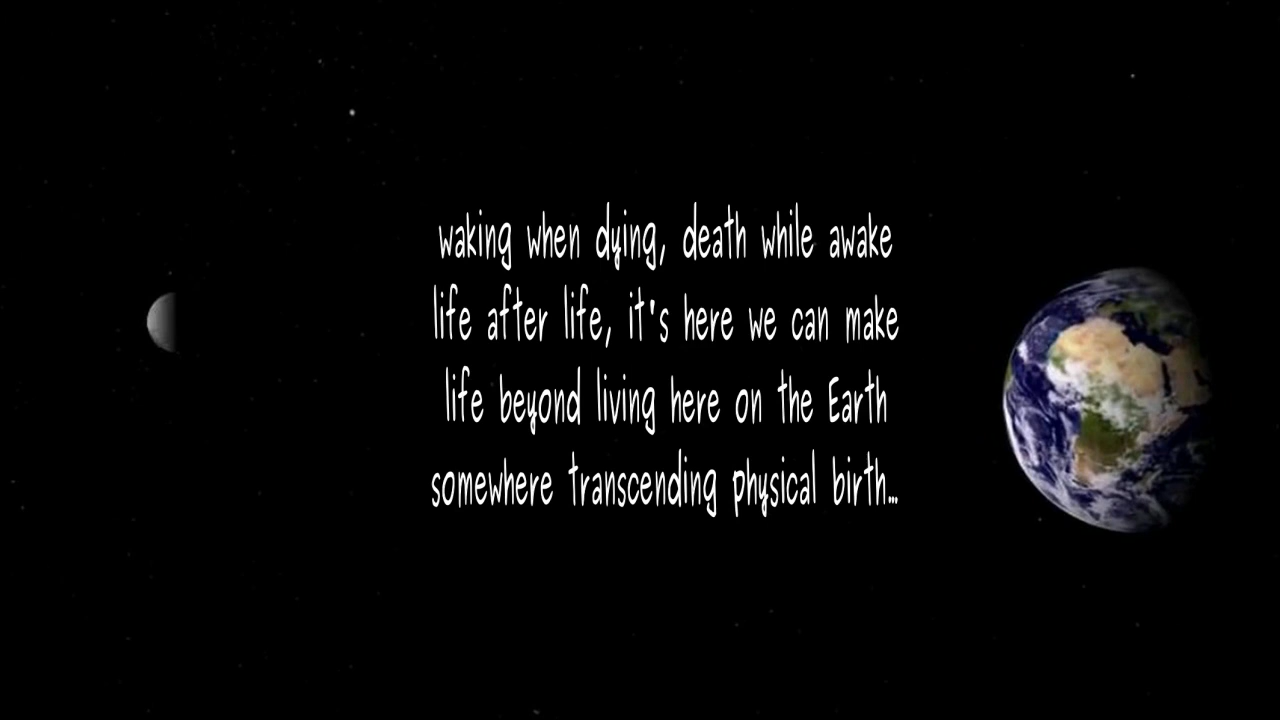 waking when dying, death while awake
life after life, it's here we can make
life beyond living here on the Earth
somewhere transcending physical birth...